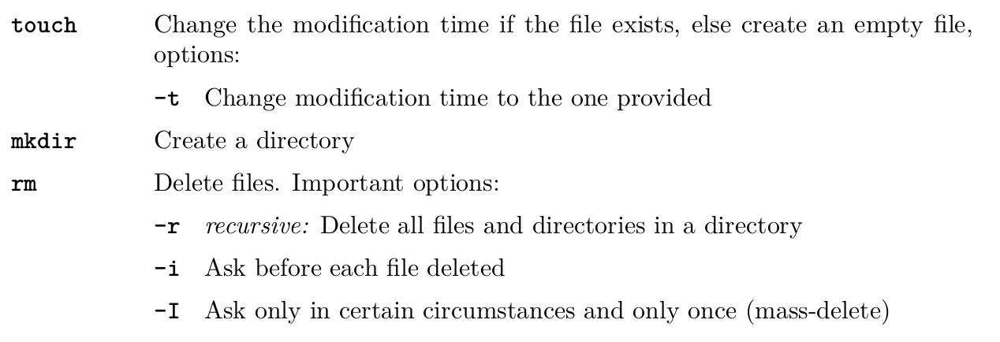 touch Change the modification time if the file exists, else create an empty file,
options:
-t Change modification time to the one provided
mkdir Create a directory
rm Delete files. Important options:
-r recursive: Delete all files and directories in a directory
-i Ask before each file deleted
-I Ask only in certain circumstances and only once (mass-delete)